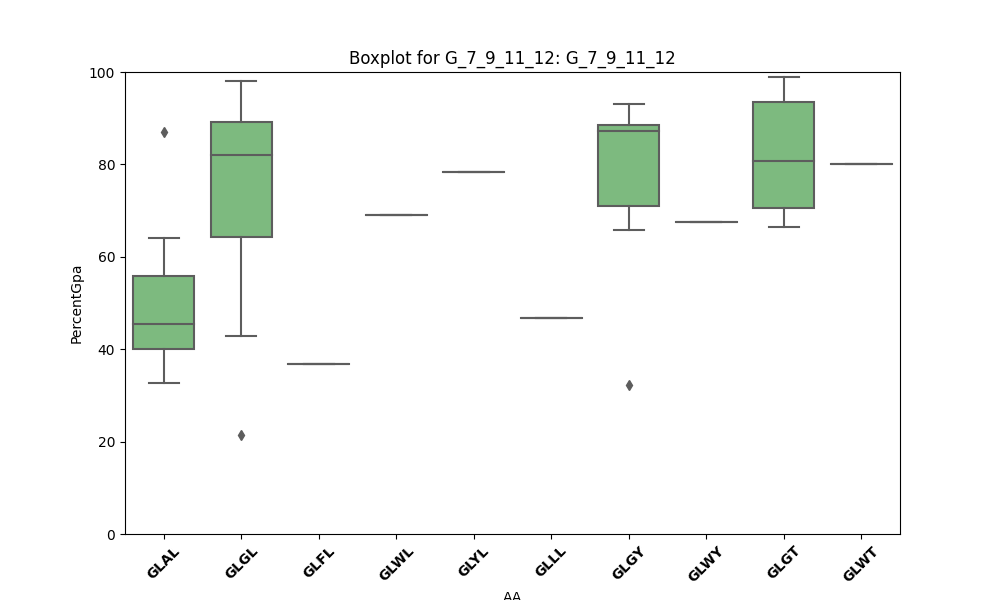 Boxplot for G_7_9_11_12: G_7_9_11_12
PercentGpa
100
80
60
40
20
0
GLAL
GLGL
GLFL
GLWL
GLYL
GLLL
GLGY
GLWY
GLGT
GLWT
AA